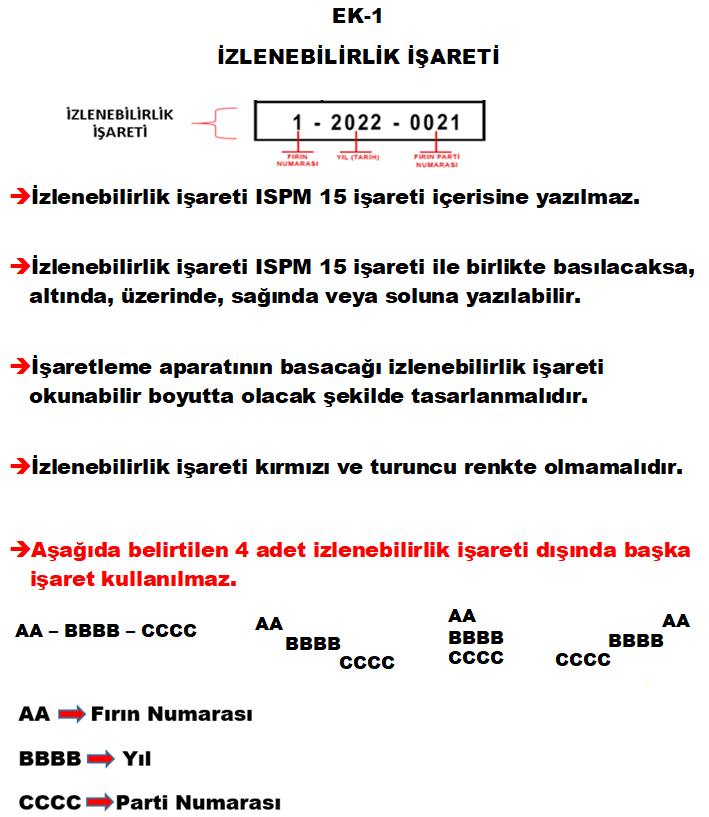 EK-1
İZLENEBİLİRLİK İŞARETİ
İZLENEBİLİRLİK
İŞARETİ
1 - 2022 - 0021
FIRIN
NUMARASI
YIL (TARİH)
FIRIN PARTİ
NUMARASI
➔İzlenebilirlik işareti ISPM 15 işareti içerisine yazılmaz.
➔İzlenebilirlik işareti ISPM 15 işareti ile birlikte basılacaksa,
altında, üzerinde, sağında veya soluna yazılabilir.
➔İşaretleme aparatının basacağı izlenebilirlik işareti
okunabilir boyutta olacak şekilde tasarlanmalıdır.
➔İzlenebilirlik işareti kırmızı ve turuncu renkte olmamalıdır.
➔Aşağıda belirtilen 4 adet izlenebilirlik işareti dışında başka
işaret kullanılmaz.
AA – BBBB – CCCC
AA
BBBB
CCCC
AA
BBBB
CCCC
AA
BBBB
CCCC
AA ➔ Fırın Numarası
BBBB ➔ Yıl
CCCC ➔ Parti Numarası